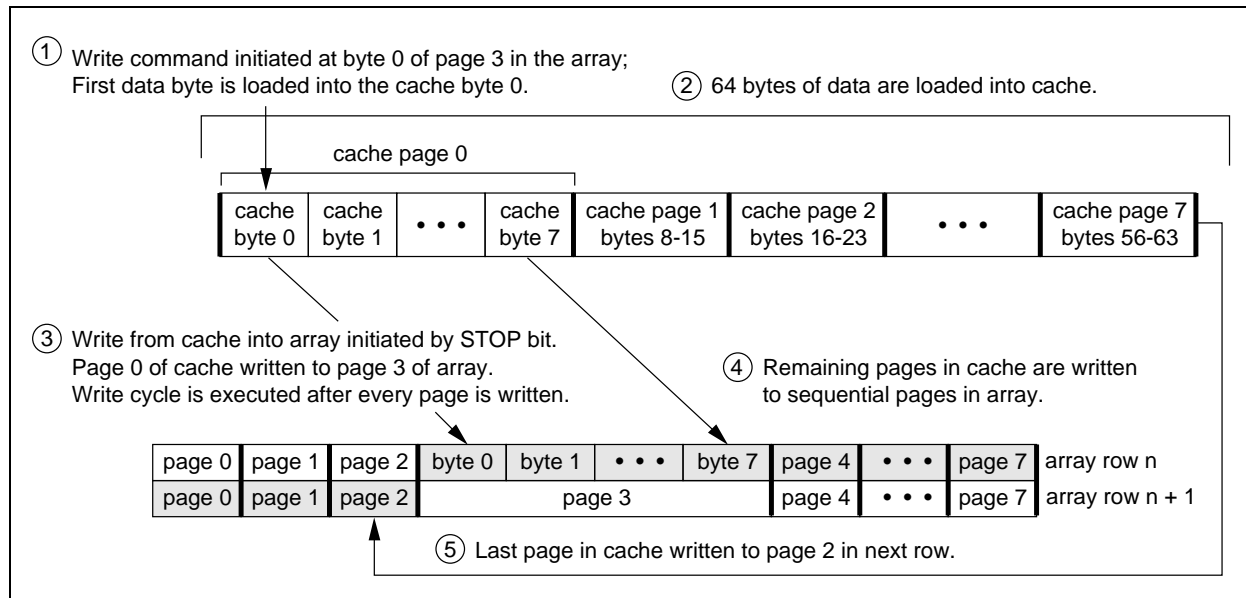 1 Write command initiated at byte 0 of page 3 in the array;
First data byte is loaded into the cache byte 0.
2 64 bytes of data are loaded into cache.
cache page 0
cache byte 0 cache byte 1 • • • cache byte 7 cache page 1 bytes 8-15 cache page 2 bytes 16-23 • • • cache page 7 bytes 56-63
3 Write from cache into array initiated by STOP bit.
Page 0 of cache written to page 3 of array.
Write cycle is executed after every page is written.
4 Remaining pages in cache are written
to sequential pages in array.
page 0 page 1 page 2 byte 0 byte 1 • • • byte 7 page 4 • • • page 7 array row n
page 0 page 1 page 2 page 3 page 4 • • • page 7 array row n + 1
5 Last page in cache written to page 2 in next row.